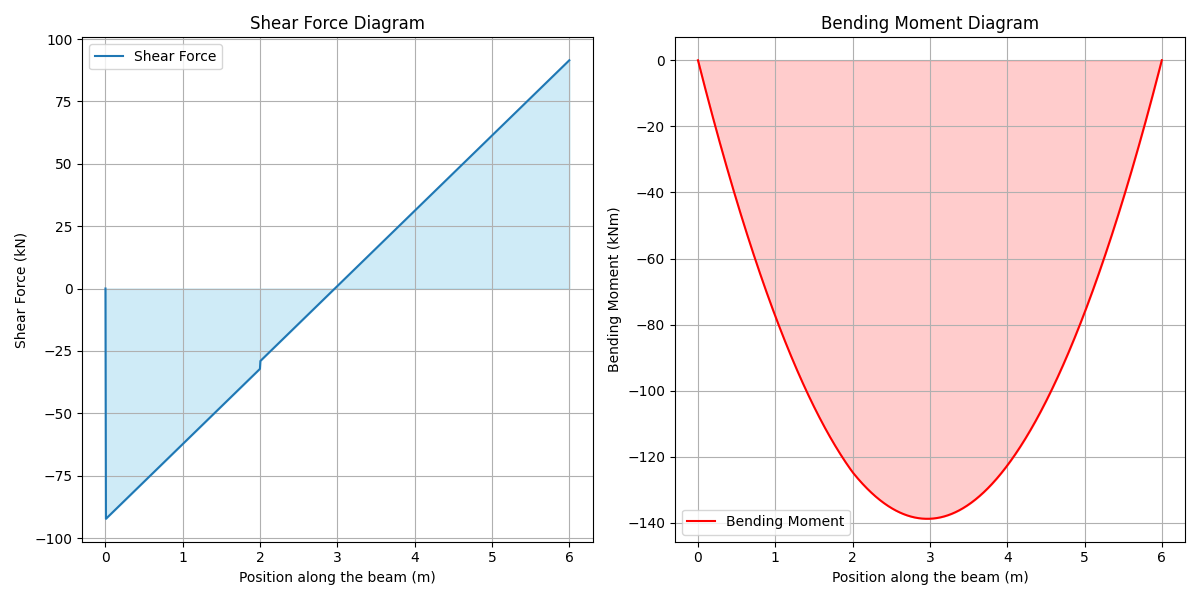 Shear Force Diagram
Shear Force
Shear Force (kN)
100
75
50
25
0
−25
−50
−75
−100
0 1 2 3 4 5 6
Position along the beam (m)
Bending Moment Diagram
Bending Moment (kNm)
0
−20
−40
−60
−80
−100
−120
−140
Bending Moment
0 1 2 3 4 5 6
Position along the beam (m)